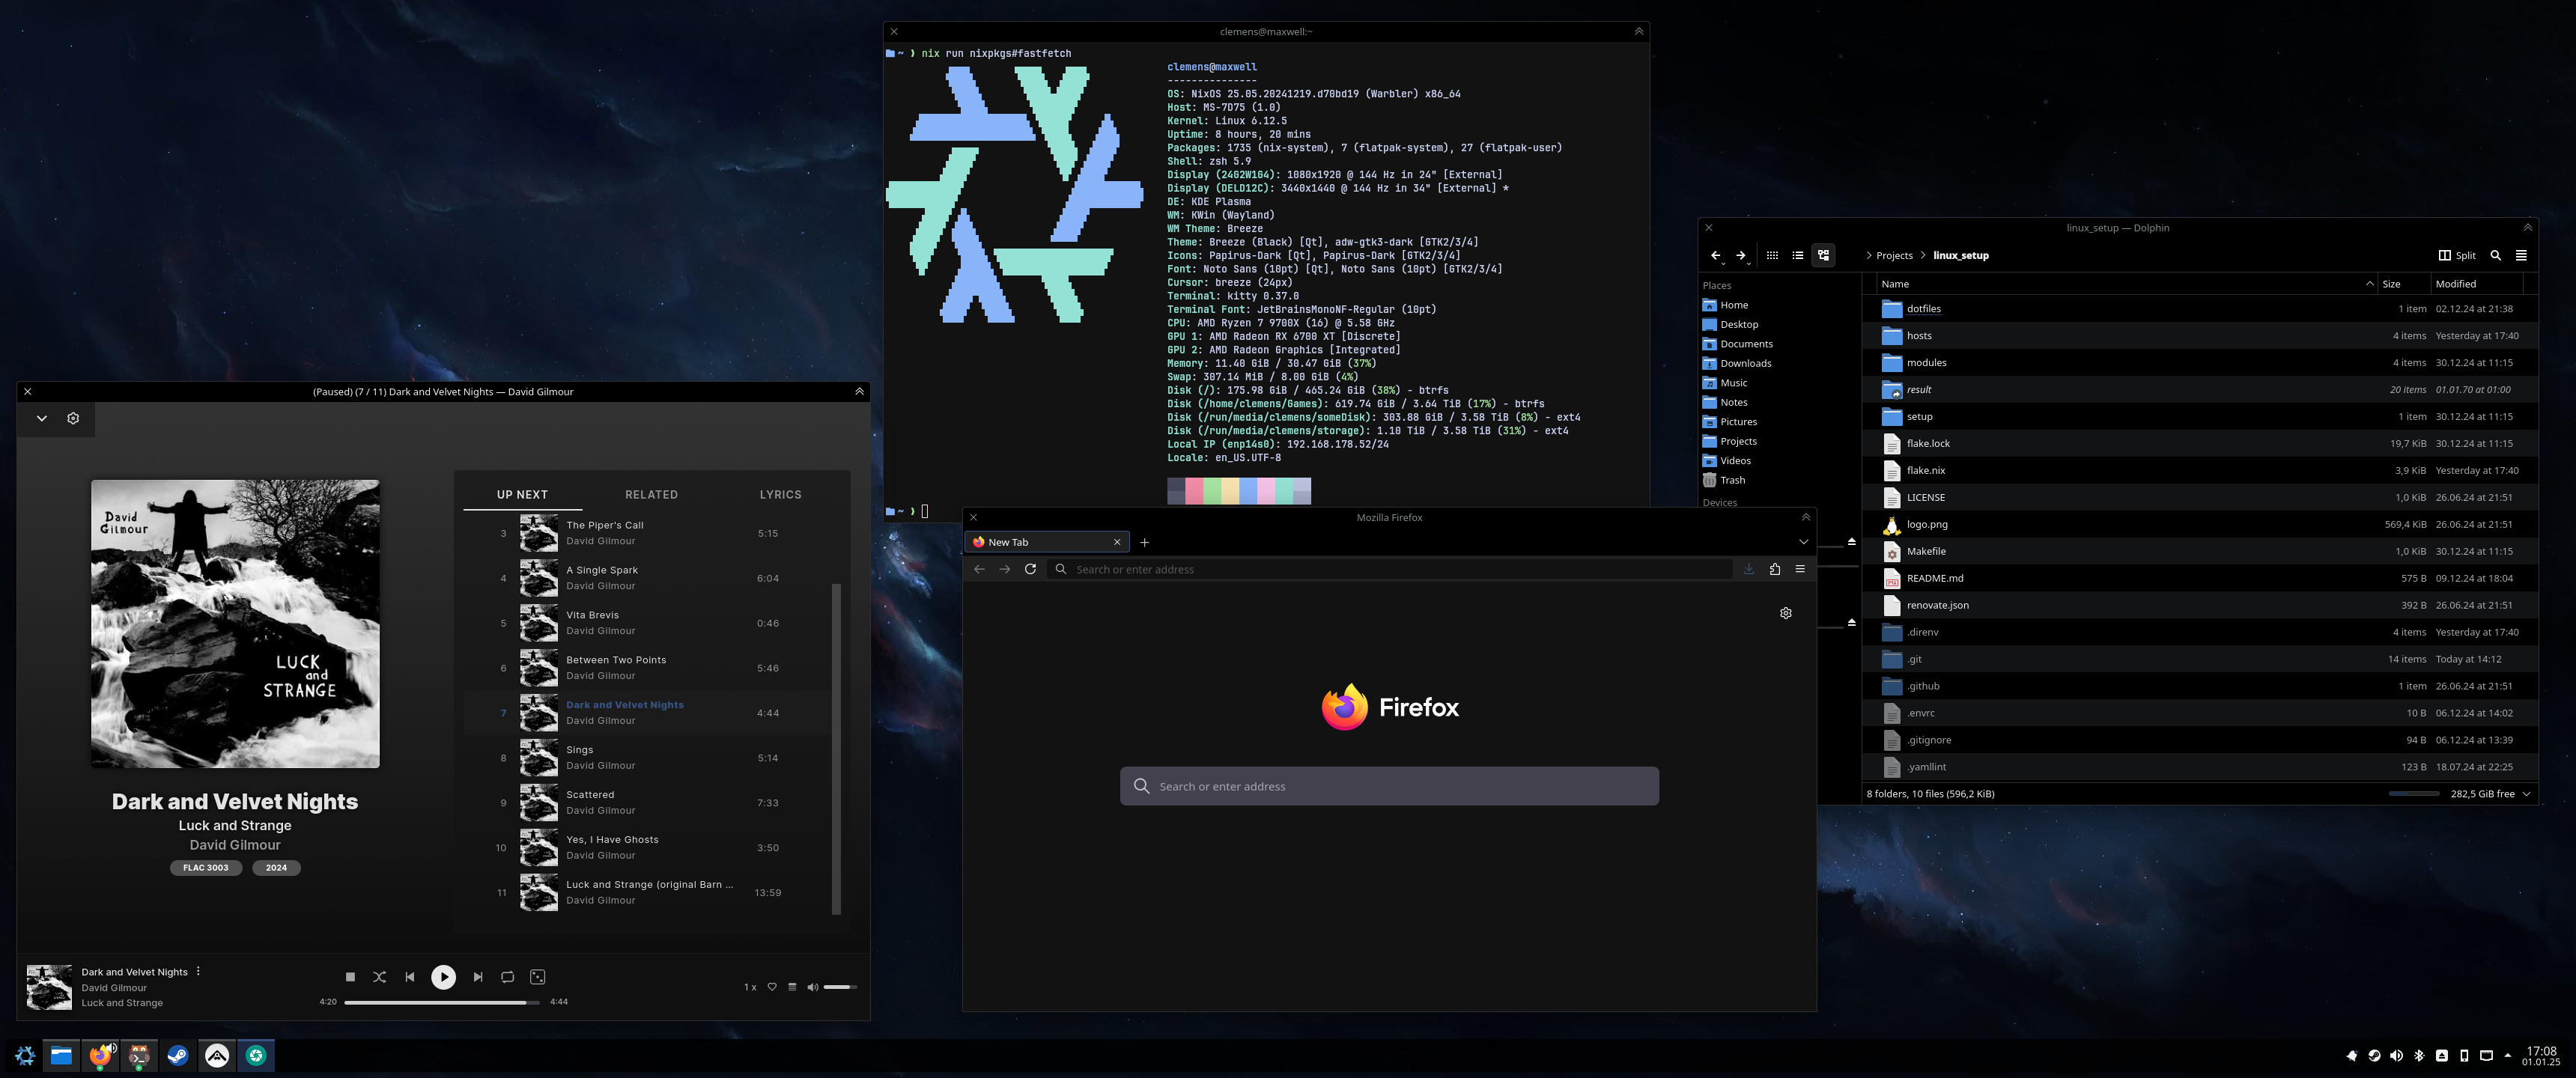 (Paused) (7 / 11) Dark and Velvet Nights — David Gilmour
David
Gilmour
LUCK
and
STRANGE
Dark and Velvet Nights
Luck and Strange
David Gilmour
FLAC 3003 2024
UP NEXT RELATED LYRICS
3 The Piper's Call 5:15
David Gilmour
4 A Single Spark 6:04
David Gilmour
5 Vita Brevis 0:46
David Gilmour
6 Between Two Points 5:46
David Gilmour
7 Dark and Velvet Nights 4:44
David Gilmour
8 Sings 5:14
David Gilmour
9 Scattered 7:33
David Gilmour
10 Yes, I Have Ghosts 3:50
David Gilmour
11 Luck and Strange (original Barn ... 13:59
David Gilmour
Dark and Velvet Nights
David Gilmour
Luck and Strange
4:20 4:44
1 x
clemens@maxwell:~
~ ❯ nix run nixpkgs#fastfetch
clemens@maxwell
---------------
OS: NixOS 25.05.20241219.d70bd19 (Warbler) x86_64
Host: MS-7D75 (1.0)
Kernel: Linux 6.12.5
Uptime: 8 hours, 20 mins
Packages: 1735 (nix-system), 7 (flatpak-system), 27 (flatpak-user)
Shell: zsh 5.9
Display (24G2W1G4): 1080x1920 @ 144 Hz in 24" [External]
Display (DELD12C): 3440x1440 @ 144 Hz in 34" [External] *
DE: KDE Plasma
WM: KWin (Wayland)
WM Theme: Breeze
Theme: Breeze (Black) [Qt], adw-gtk3-dark [GTK2/3/4]
Icons: Papirus-Dark [Qt], Papirus-Dark [GTK2/3/4]
Font: Noto Sans (10pt) [Qt], Noto Sans (10pt) [GTK2/3/4]
Cursor: breeze (24px)
Terminal: kitty 0.37.0
Terminal Font: JetBrainsMonoNF-Regular (10pt)
CPU: AMD Ryzen 7 9700X (16) @ 5.58 GHz
GPU 1: AMD Radeon RX 6700 XT [Discrete]
GPU 2: AMD Radeon Graphics [Integrated]
Memory: 11.40 GiB / 30.47 GiB (37%)
Swap: 307.14 MiB / 8.00 GiB (4%)
Disk (/): 175.98 GiB / 465.24 GiB (38%) - btrfs
Disk (/home/clemens/Games): 619.74 GiB / 3.64 TiB (17%) - btrfs
Disk (/run/media/clemens/someDisk): 303.88 GiB / 3.58 TiB (8%) - ext4
Disk (/run/media/clemens/storage): 1.10 TiB / 3.58 TiB (31%) - ext4
Local IP (enp14s0): 192.168.178.52/24
Locale: en_US.UTF-8
~ ❯
Mozilla Firefox
New Tab
Search or enter address
Firefox
Search or enter address
linux_setup — Dolphin
Projects linux_setup
Split
Places
Home
Desktop
Documents
Downloads
Music
Notes
Pictures
Projects
Videos
Trash
Devices
Name Size Modified
dotfiles 1 item 02.12.24 at 21:38
hosts 4 items Yesterday at 17:40
modules 4 items 30.12.24 at 11:15
result 20 items 01.01.70 at 01:00
setup 1 item 30.12.24 at 11:15
flake.lock 19,7 KiB 30.12.24 at 11:15
flake.nix 3,9 KiB Yesterday at 17:40
LICENSE 1,0 KiB 26.06.24 at 21:51
logo.png 569,4 KiB 26.06.24 at 21:51
Makefile 1,0 KiB 30.12.24 at 11:15
README.md 575 B 09.12.24 at 18:04
renovate.json 392 B 26.06.24 at 21:51
.direnv 4 items Yesterday at 17:40
.git 14 items Today at 14:12
.github 1 item 26.06.24 at 21:51
.envrc 10 B 06.12.24 at 14:02
.gitignore 94 B 06.12.24 at 13:39
.yamllint 123 B 18.07.24 at 22:25
8 folders, 10 files (596,2 KiB) 282,5 GiB free
17:08
01.01.25